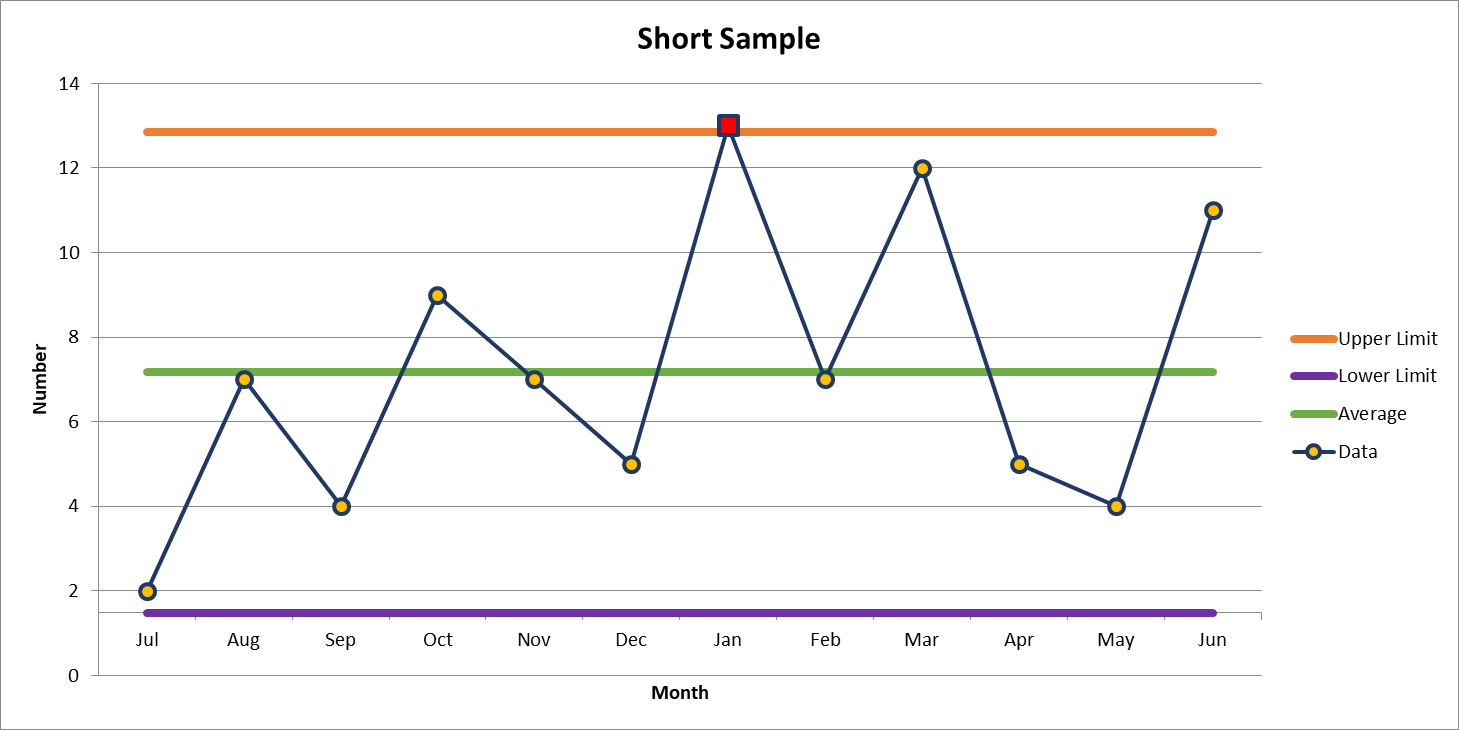 Short Sample
14
12
10
8
6
4
2
0
Number
Jul Aug Sep Oct Nov Dec Jan Feb Mar Apr May Jun
Month
Upper Limit
Lower Limit
Average
Data